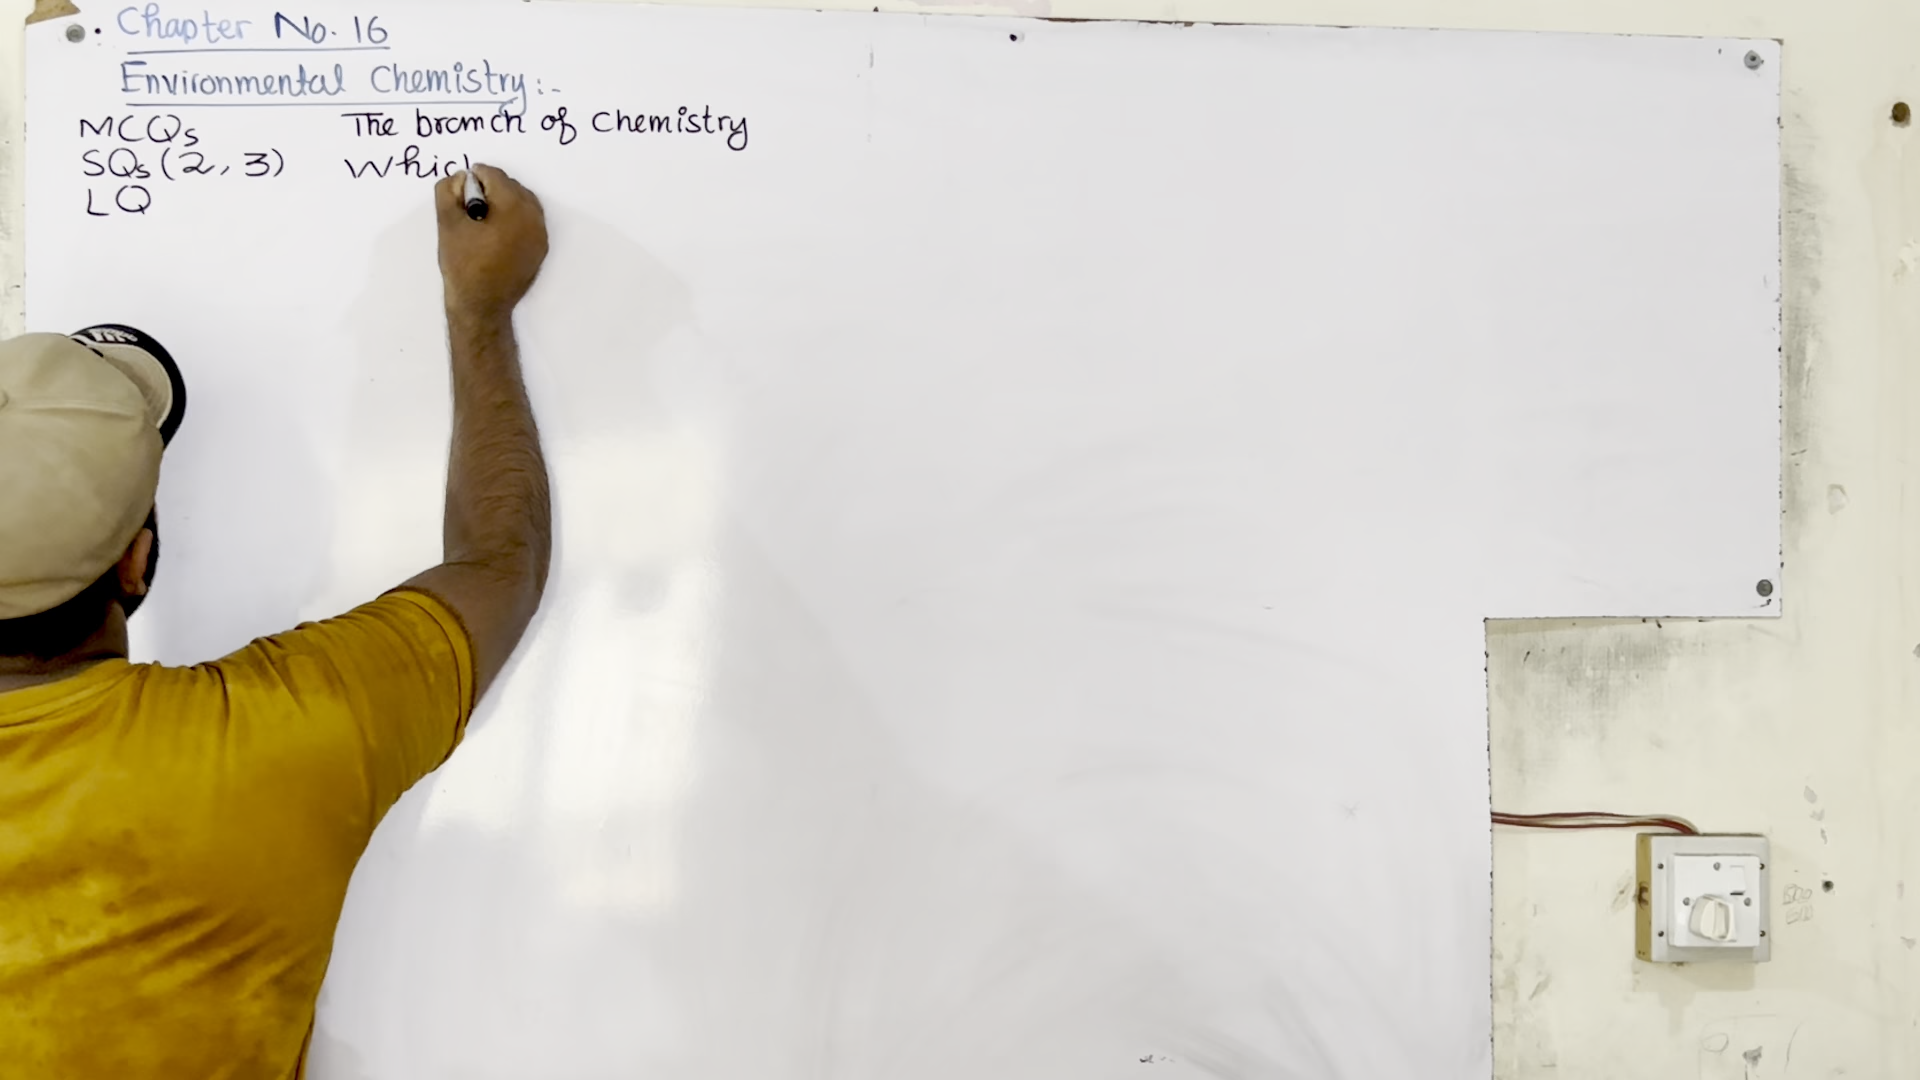 Chapter No. 16
Environmental Chemistry:-
MCQs
SQs (2, 3)
LQ
The branch of Chemistry
Which